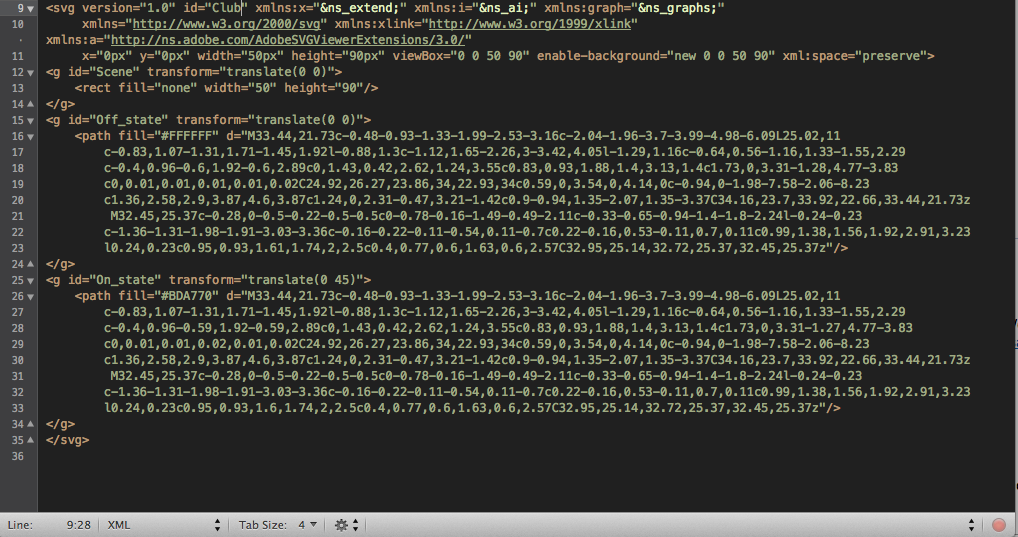 9 <svg version="1.0" id="Club" xmlns:x="&ns_extend;" xmlns:i="&ns_ai;" xmlns:graph="&ns_graphs;"
10 xmlns="http://www.w3.org/2000/svg" xmlns:xlink="http://www.w3.org/1999/xlink"
· xmlns:a="http://ns.adobe.com/AdobeSVGViewerExtensions/3.0/"
11 x="0px" y="0px" width="50px" height="90px" viewBox="0 0 50 90" enable-background="new 0 0 50 90" xml:space="preserve">
12 <g id="Scene" transform="translate(0 0)">
13 <rect fill="none" width="50" height="90"/>
14 </g>
15 <g id="Off_state" transform="translate(0 0)">
16 <path fill="#FFFFFF" d="M33.44,21.73c-0.48-0.93-1.33-1.99-2.53-3.16c-2.04-1.96-3.7-3.99-4.98-6.09L25.02,11
17 c-0.83,1.07-1.31,1.71-1.45,1.92l-0.88,1.3c-1.12,1.65-2.26,3-3.42,4.05l-1.29,1.16c-0.64,0.56-1.16,1.33-1.55,2.29
18 c-0.4,0.96-0.6,1.92-0.6,2.89c0,1.43,0.42,2.62,1.24,3.55c0.83,0.93,1.88,1.4,3.13,1.4c1.73,0,3.31-1.28,4.77-3.83
19 c0,0.01,0.01,0.01,0.01,0.02C24.92,26.27,23.86,34,22.93,34c0.59,0,3.54,0,4.14,0c-0.94,0-1.98-7.58-2.06-8.23
20 c1.36,2.58,2.9,3.87,4.6,3.87c1.24,0,2.31-0.47,3.21-1.42c0.9-0.94,1.35-2.07,1.35-3.37C34.16,23.7,33.92,22.66,33.44,21.73z
21 M32.45,25.37c-0.28,0-0.5-0.22-0.5-0.5c0-0.78-0.16-1.49-0.49-2.11c-0.33-0.65-0.94-1.4-1.8-2.24l-0.24-0.23
22 c-1.36-1.31-1.98-1.91-3.03-3.36c-0.16-0.22-0.11-0.54,0.11-0.7c0.22-0.16,0.53-0.11,0.7,0.11c0.99,1.38,1.56,1.92,2.91,3.23
23 l0.24,0.23c0.95,0.93,1.61,1.74,2,2.5c0.4,0.77,0.6,1.63,0.6,2.57C32.95,25.14,32.72,25.37,32.45,25.37z"/>
24 </g>
25 <g id="On_state" transform="translate(0 45)">
26 <path fill="#BDA770" d="M33.44,21.73c-0.48-0.93-1.33-1.99-2.53-3.16c-2.04-1.96-3.7-3.99-4.98-6.09L25.02,11
27 c-0.83,1.07-1.31,1.71-1.45,1.92l-0.88,1.3c-1.12,1.65-2.26,3-3.42,4.05l-1.29,1.16c-0.64,0.56-1.16,1.33-1.55,2.29
28 c-0.4,0.96-0.59,1.92-0.59,2.89c0,1.43,0.42,2.62,1.24,3.55c0.83,0.93,1.88,1.4,3.13,1.4c1.73,0,3.31-1.27,4.77-3.83
29 c0,0.01,0.01,0.02,0.01,0.02C24.92,26.27,23.86,34,22.93,34c0.59,0,3.54,0,4.14,0c-0.94,0-1.98-7.58-2.06-8.23
30 c1.36,2.58,2.9,3.87,4.6,3.87c1.24,0,2.31-0.47,3.21-1.42c0.9-0.94,1.35-2.07,1.35-3.37C34.16,23.7,33.92,22.66,33.44,21.73z
31 M32.45,25.37c-0.28,0-0.5-0.22-0.5-0.5c0-0.78-0.16-1.49-0.49-2.11c-0.33-0.65-0.94-1.4-1.8-2.24l-0.24-0.23
32 c-1.36-1.31-1.98-1.91-3.03-3.36c-0.16-0.22-0.11-0.54,0.11-0.7c0.22-0.16,0.53-0.11,0.7,0.11c0.99,1.38,1.56,1.92,2.91,3.23
33 l0.24,0.23c0.95,0.93,1.6,1.74,2,2.5c0.4,0.77,0.6,1.63,0.6,2.57C32.95,25.14,32.72,25.37,32.45,25.37z"/>
34 </g>
35 </svg>
36
Line: 9:28 XML Tab Size: 4